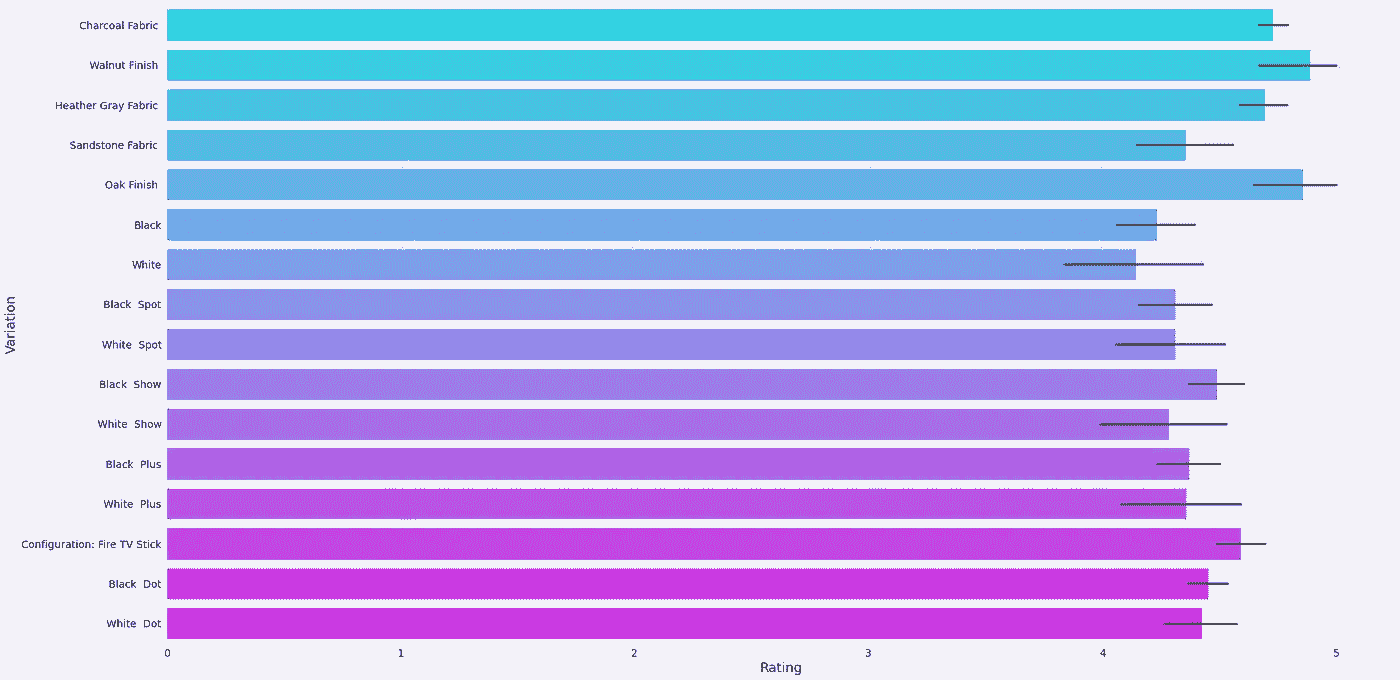 Charcoal Fabric
Walnut Finish
Heather Gray Fabric
Sandstone Fabric
Oak Finish
Black
White
Black  Spot
White  Spot
Black  Show
White  Show
Black  Plus
White  Plus
Configuration: Fire TV Stick
Black  Dot
White  Dot
Variation
0 1 2 3 4 5
Rating